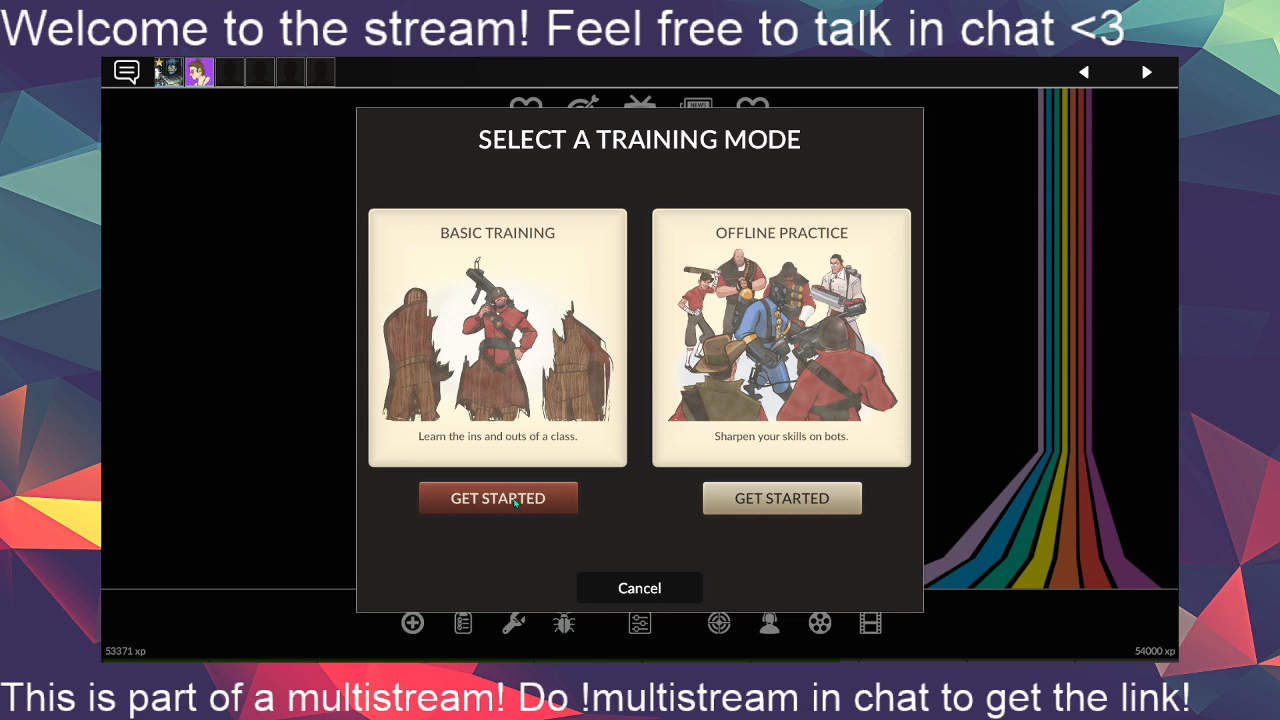 Welcome to the stream! Feel free to talk in chat <3
NEWS
SELECT A TRAINING MODE
BASIC TRAINING
OFFLINE PRACTICE
Learn the ins and outs of a class.
Sharpen your skills on bots.
GET STARTED
GET STARTED
Cancel
53371 xp
54000 xp
This is part of a multistream! Do !multistream in chat to get the link!